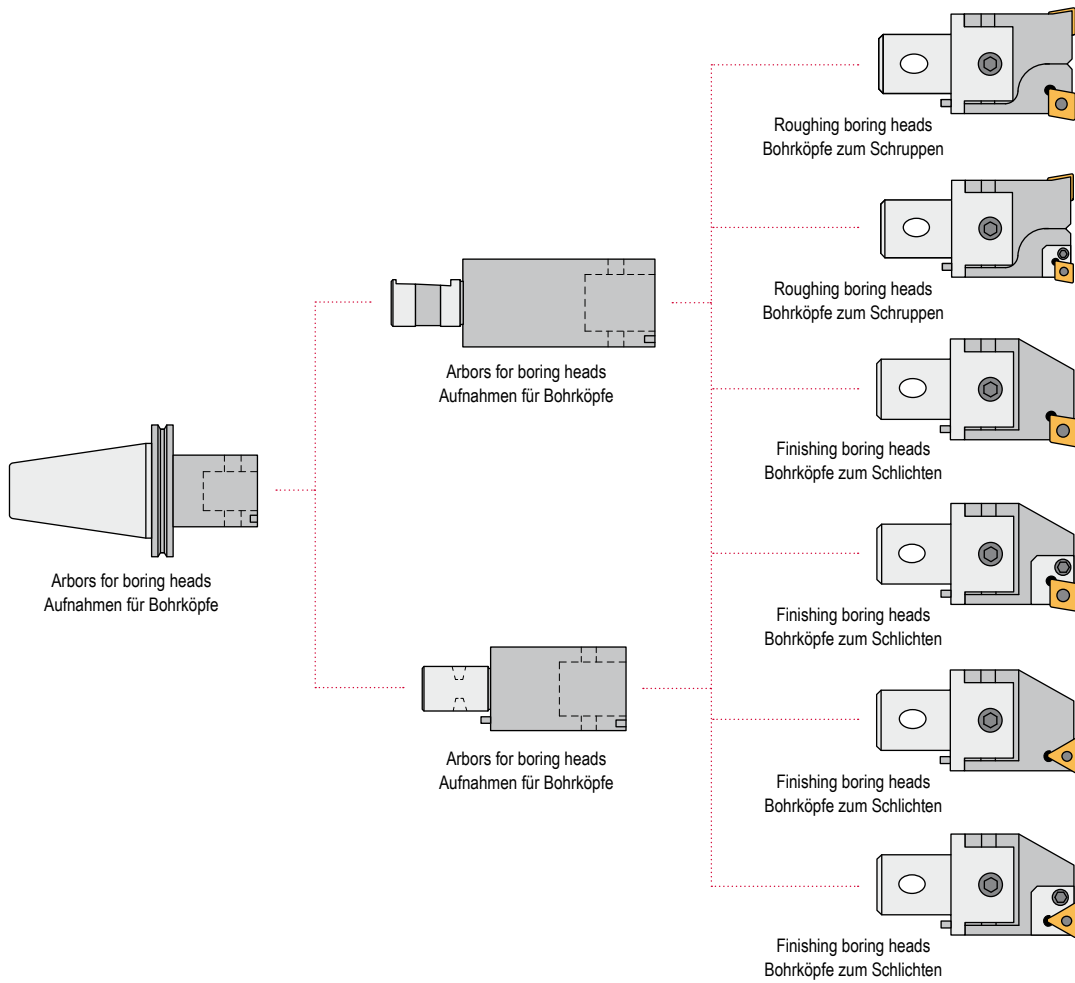 Roughing boring heads
Bohrköpfe zum Schruppen
Roughing boring heads
Bohrköpfe zum Schruppen
Arbors for boring heads
Aufnahmen für Bohrköpfe
Finishing boring heads
Bohrköpfe zum Schlichten
Arbors for boring heads
Aufnahmen für Bohrköpfe
Finishing boring heads
Bohrköpfe zum Schlichten
Arbors for boring heads
Aufnahmen für Bohrköpfe
Finishing boring heads
Bohrköpfe zum Schlichten
Finishing boring heads
Bohrköpfe zum Schlichten